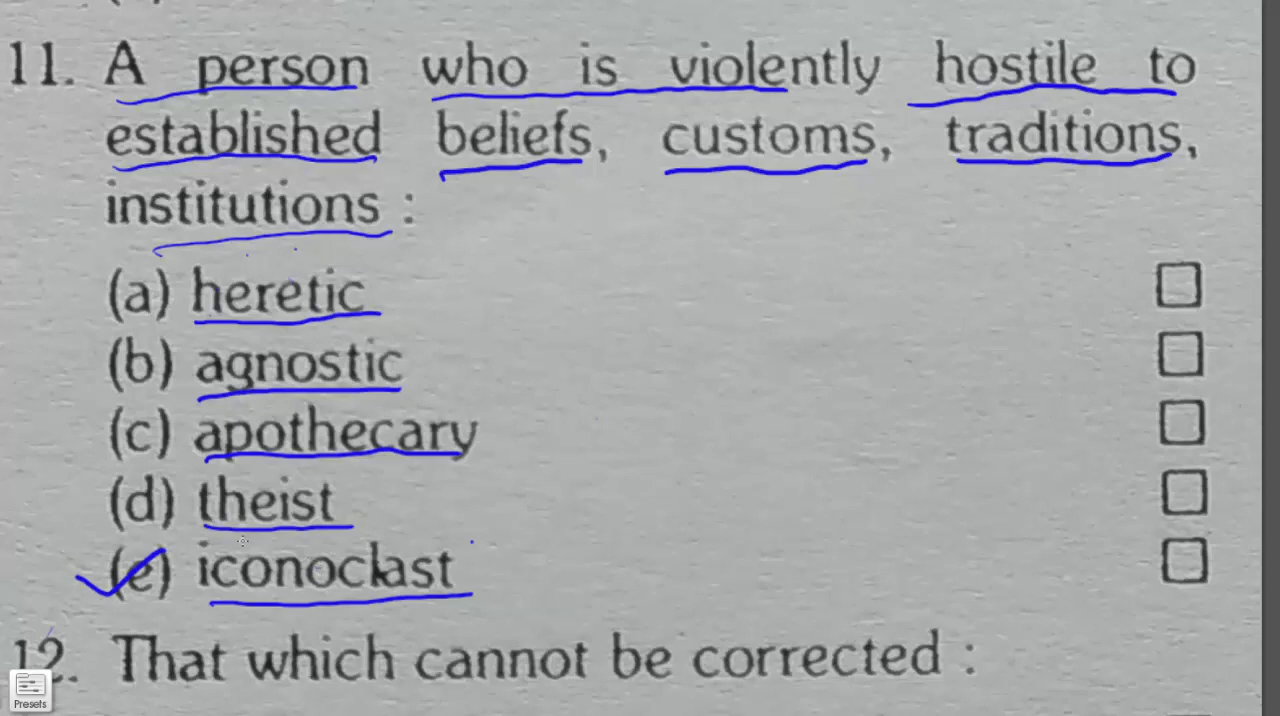 11. A person who is violently hostile to
established beliefs, customs, traditions,
institutions :
(a) heretic
(b) agnostic
(c) apothecary
(d) theist
(e) iconoclast
12. That which cannot be corrected :
Presets